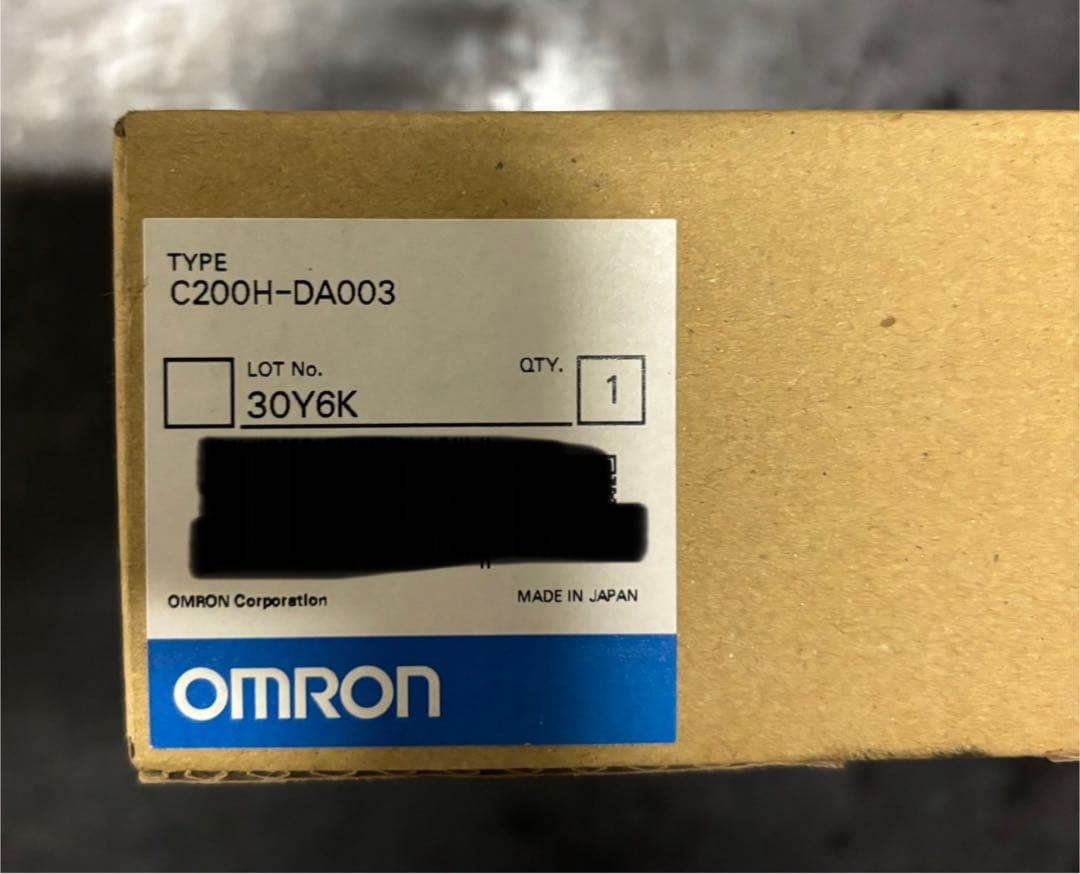 TYPE
C200H-DA003
LOT No.
30Y6K
QTY.
1
OMRON Corporation
MADE IN JAPAN
OMRON